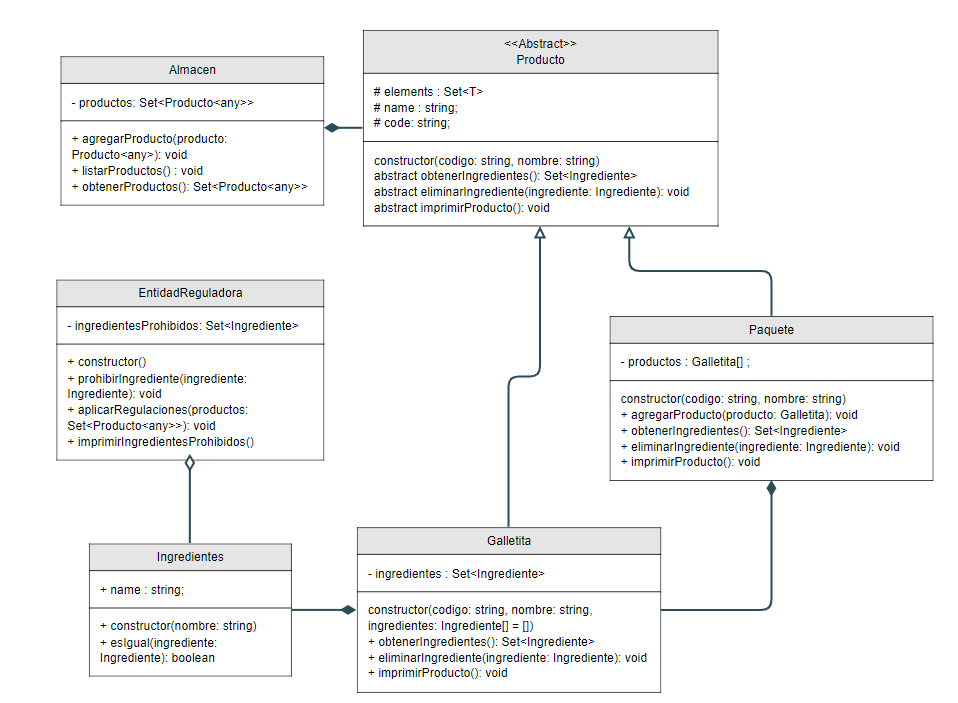 Almacen
- productos: Set<Producto<any>>
+ agregarProducto(producto:
Producto<any>): void
+ listarProductos() : void
+ obtenerProductos(): Set<Producto<any>>
<<Abstract>>
Producto
# elements : Set<T>
# name : string;
# code: string;
constructor(codigo: string, nombre: string)
abstract obtenerIngredientes(): Set<Ingrediente>
abstract eliminarIngrediente(ingrediente: Ingrediente): void
abstract imprimirProducto(): void
EntidadReguladora
- ingredientesProhibidos: Set<Ingrediente>
+ constructor()
+ prohibirIngrediente(ingrediente:
Ingrediente): void
+ aplicarRegulaciones(productos:
Set<Producto<any>>): void
+ imprimirIngredientesProhibidos()
Paquete
- productos : Galletita[] ;
constructor(codigo: string, nombre: string)
+ agregarProducto(producto: Galletita): void
+ obtenerIngredientes(): Set<Ingrediente>
+ eliminarIngrediente(ingrediente: Ingrediente): void
+ imprimirProducto(): void
Ingredientes
+ name : string;
+ constructor(nombre: string)
+ esIgual(ingrediente:
Ingrediente): boolean
Galletita
- ingredientes : Set<Ingrediente>
constructor(codigo: string, nombre: string,
ingredientes: Ingrediente[] = [])
+ obtenerIngredientes(): Set<Ingrediente>
+ eliminarIngrediente(ingrediente: Ingrediente): void
+ imprimirProducto(): void